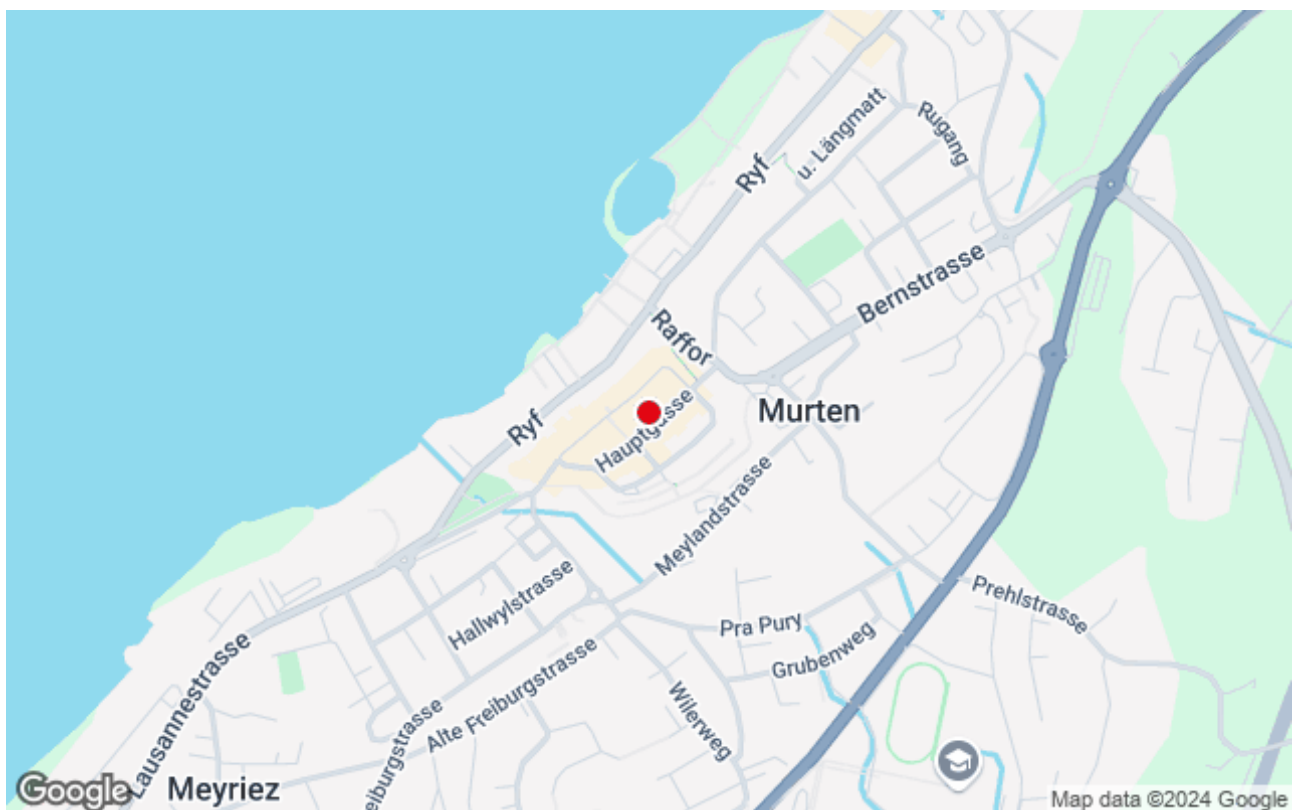 u. Längmatt
Rugang
Ryf
Bernstrasse
Raffor
Murten
Hauptgasse
Ryf
Meylandstrasse
Prehlstrasse
Hallwylstrasse
Pra Pury
Grubenweg
Lausannestrasse
Alte Freiburgstrasse
Wilerweg
eiburgstrasse
Meyriez
Google
Map data ©2024 Google